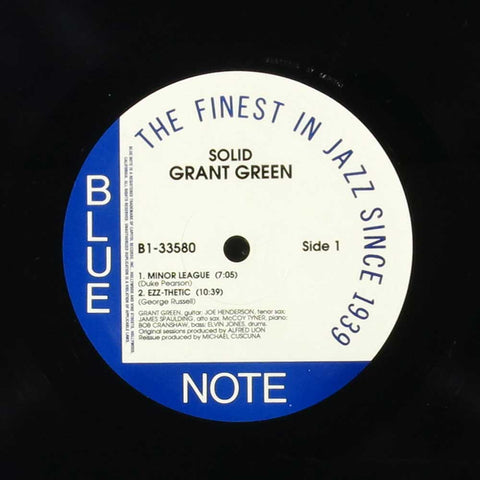 THE FINEST IN JAZZ SINCE 1939
SOLID
GRANT GREEN
BLUE
B1-33580
Side 1
1. MINOR LEAGUE (7:05)
(Duke Pearson)
2. EZZ-THETIC (10:39)
(George Russell)
GRANT GREEN, guitar; JOE HENDERSON, tenor sax;
JAMES SPAULDING, alto sax; McCOY TYNER, piano;
BOB CRANSHAW, bass; ELVIN JONES, drums.
Original sessions produced by ALFRED LION
Reissue produced by MICHAEL CUSCUNA
NOTE